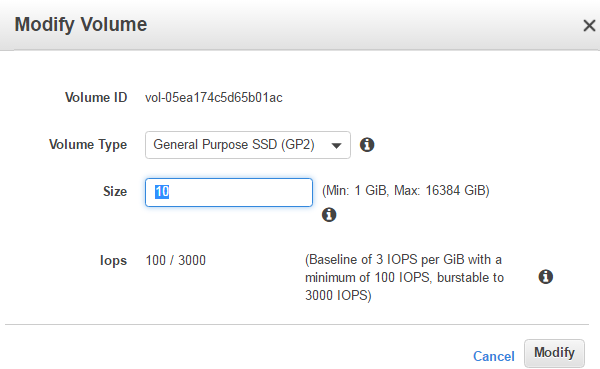 Modify Volume
Volume ID vol-05ea174c5d65b01ac
Volume Type General Purpose SSD (GP2)
Size 10 (Min: 1 GiB, Max: 16384 GiB)
Iops 100 / 3000 (Baseline of 3 IOPS per GiB with a
minimum of 100 IOPS, burstable to
3000 IOPS)
Cancel Modify